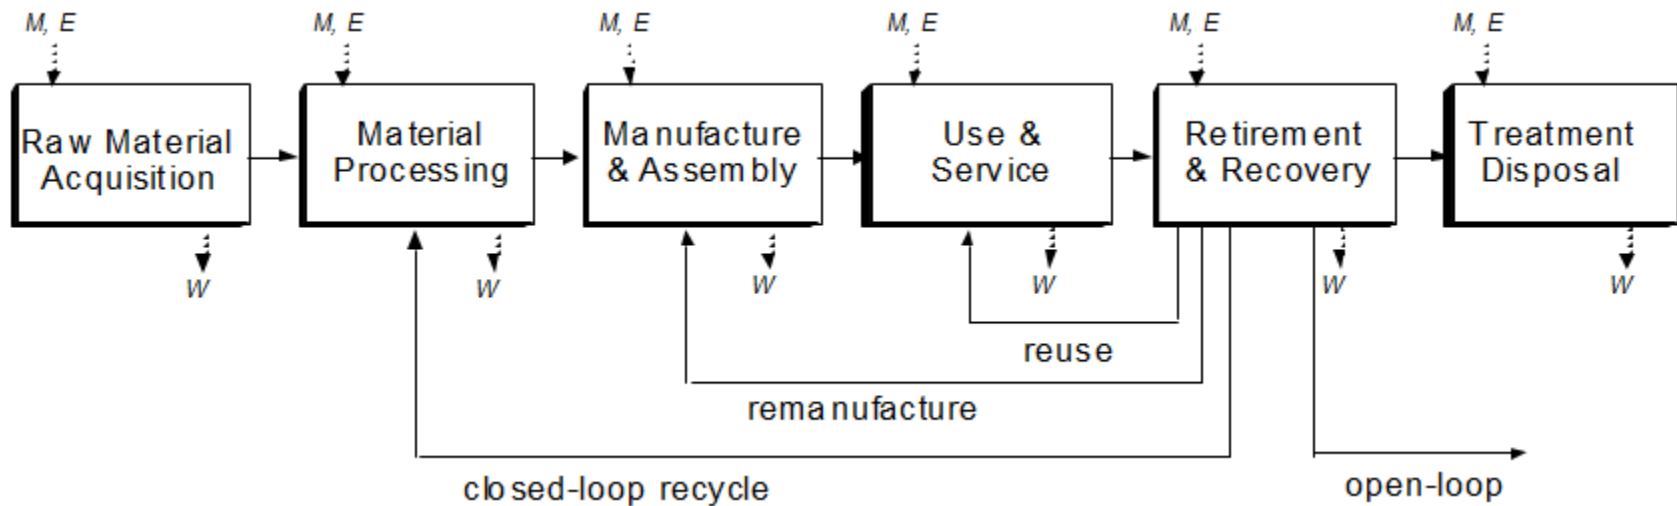 M, E
M, E
M, E
M, E
M, E
M, E
Raw Material
Acquisition
Material
Processing
Manufacture
& Assembly
Use &
Service
Retirement
& Recovery
Treatment
Disposal
W
W
W
W
W
W
reuse
remanufacture
closed-loop recycle
open-loop